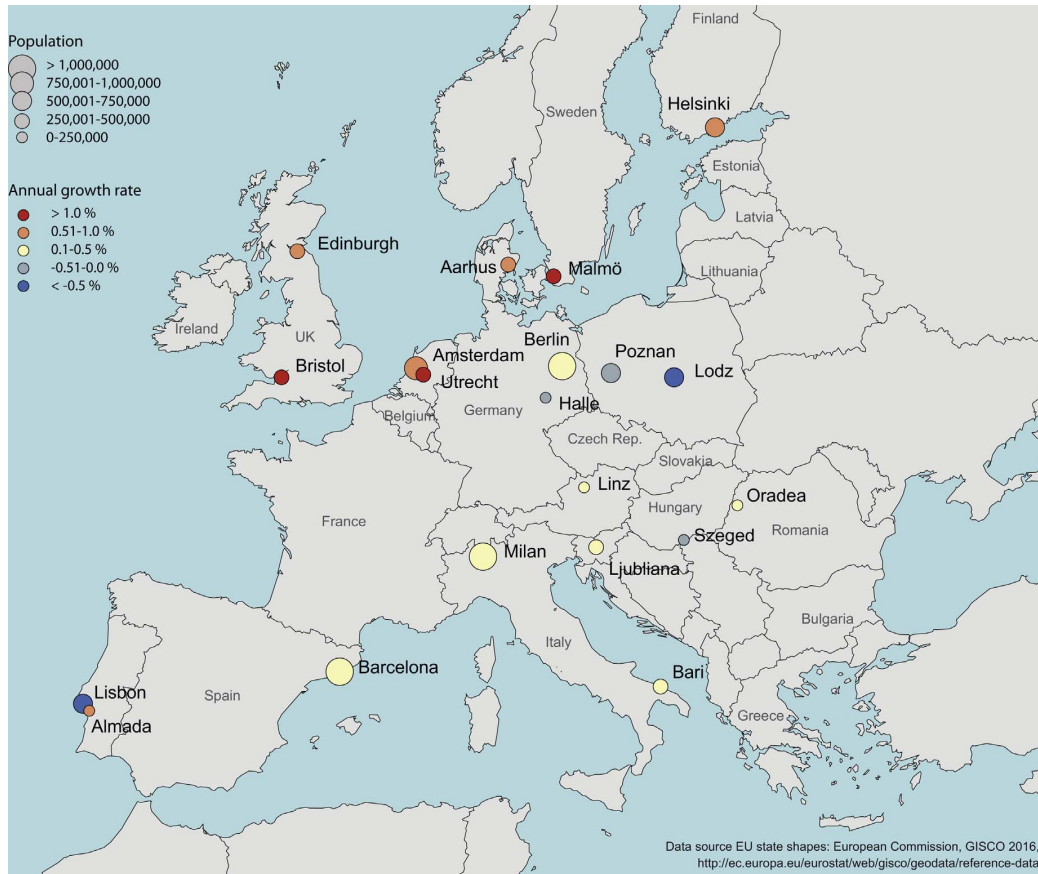 Population
> 1,000,000
750,001-1,000,000
500,001-750,000
250,001-500,000
0-250,000
Annual growth rate
> 1.0 %
0.51-1.0 %
0.1-0.5 %
-0.51-0.0 %
< -0.5 %
Finland
Helsinki
Sweden
Estonia
Latvia
Lithuania
Edinburgh
Aarhus
Malmö
Ireland
UK
Bristol
Amsterdam
Utrecht
Berlin
Poznan
Lodz
Halle
Belgium
Germany
Czech Rep.
Slovakia
Linz
Oradea
Hungary
France
Romania
Szeged
Milan
Ljubliana
Bulgaria
Italy
Barcelona
Bari
Lisbon
Spain
Almada
Greece
Data source EU state shapes: European Commission, GISCO 2016,
http://ec.europa.eu/eurostat/web/gisco/geodata/reference-data